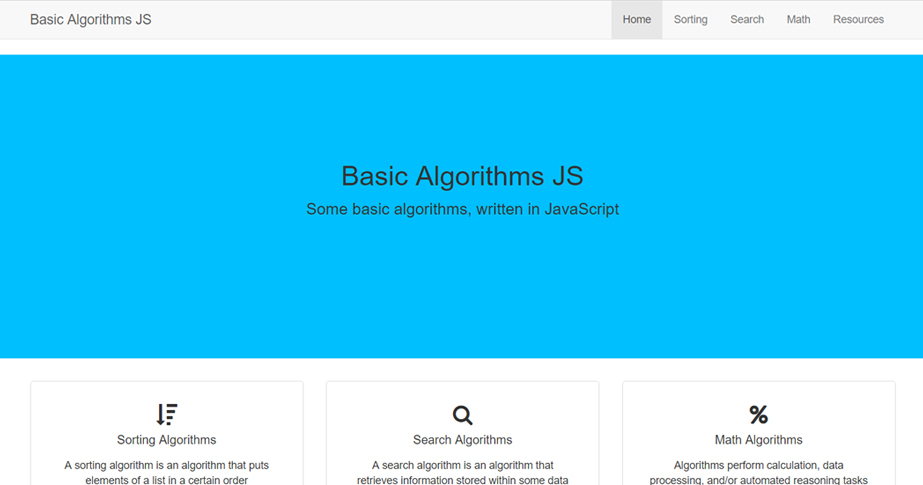 Basic Algorithms JS
Home Sorting Search Math Resources
Basic Algorithms JS
Some basic algorithms, written in JavaScript
Sorting Algorithms
A sorting algorithm is an algorithm that puts
elements of a list in a certain order
Search Algorithms
A search algorithm is an algorithm that
retrieves information stored within some data
%
Math Algorithms
Algorithms perform calculation, data
processing, and/or automated reasoning tasks